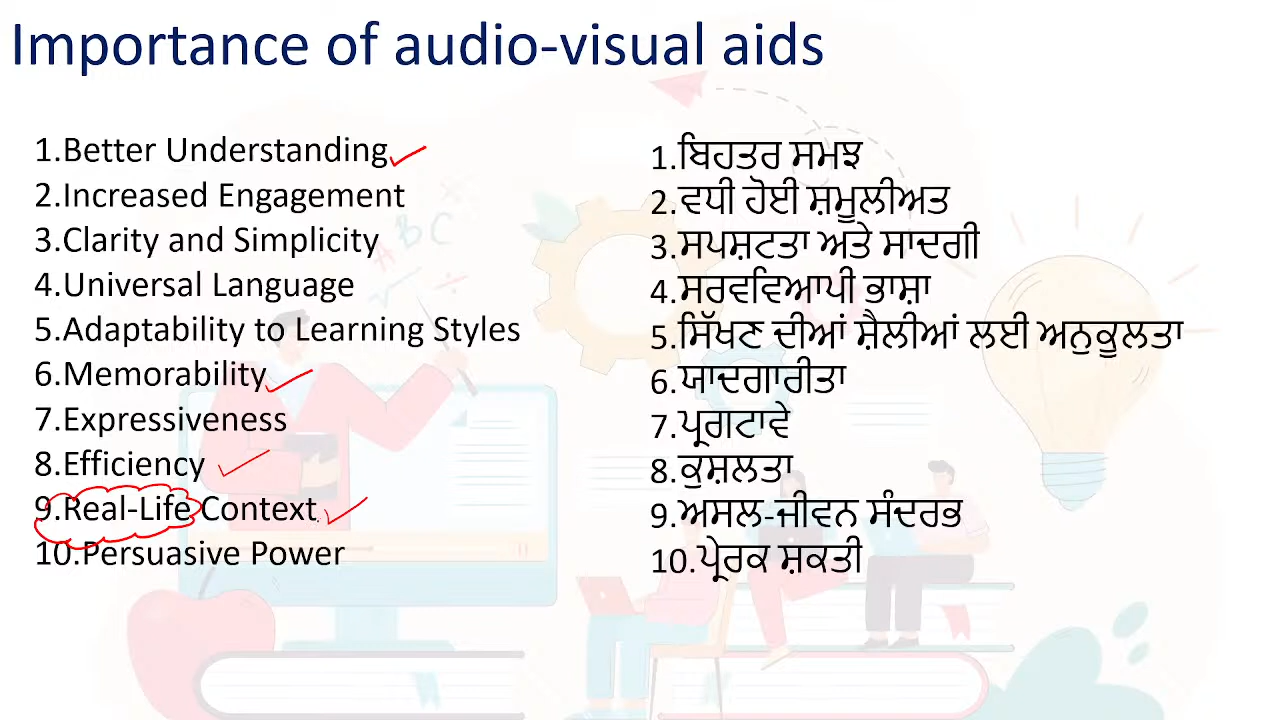 Importance of audio-visual aids
1.Better Understanding
2.Increased Engagement
3.Clarity and Simplicity
4.Universal Language
5.Adaptability to Learning Styles
6.Memorability
7.Expressiveness
8.Efficiency
9.Real-Life Context
10.Persuasive Power
1.ਬਿਹਤਰ ਸਮਝ
2.ਵਧੀ ਹੋਈ ਸ਼ਮੂਲੀਅਤ
3.ਸਪਸ਼ਟਤਾ ਅਤੇ ਸਾਦਗੀ
4.ਸਰਵਵਿਆਪੀ ਭਾਸ਼ਾ
5.ਸਿੱਖਣ ਦੀਆਂ ਸ਼ੈਲੀਆਂ ਲਈ ਅਨੁਕੂਲਤਾ
6.ਯਾਦਗਾਰੀਤਾ
7.ਪ੍ਰਗਟਾਵੇ
8.ਕੁਸ਼ਲਤਾ
9.ਅਸਲ-ਜੀਵਨ ਸੰਦਰਭ
10.ਪ੍ਰੇਰਕ ਸ਼ਕਤੀ
ABC